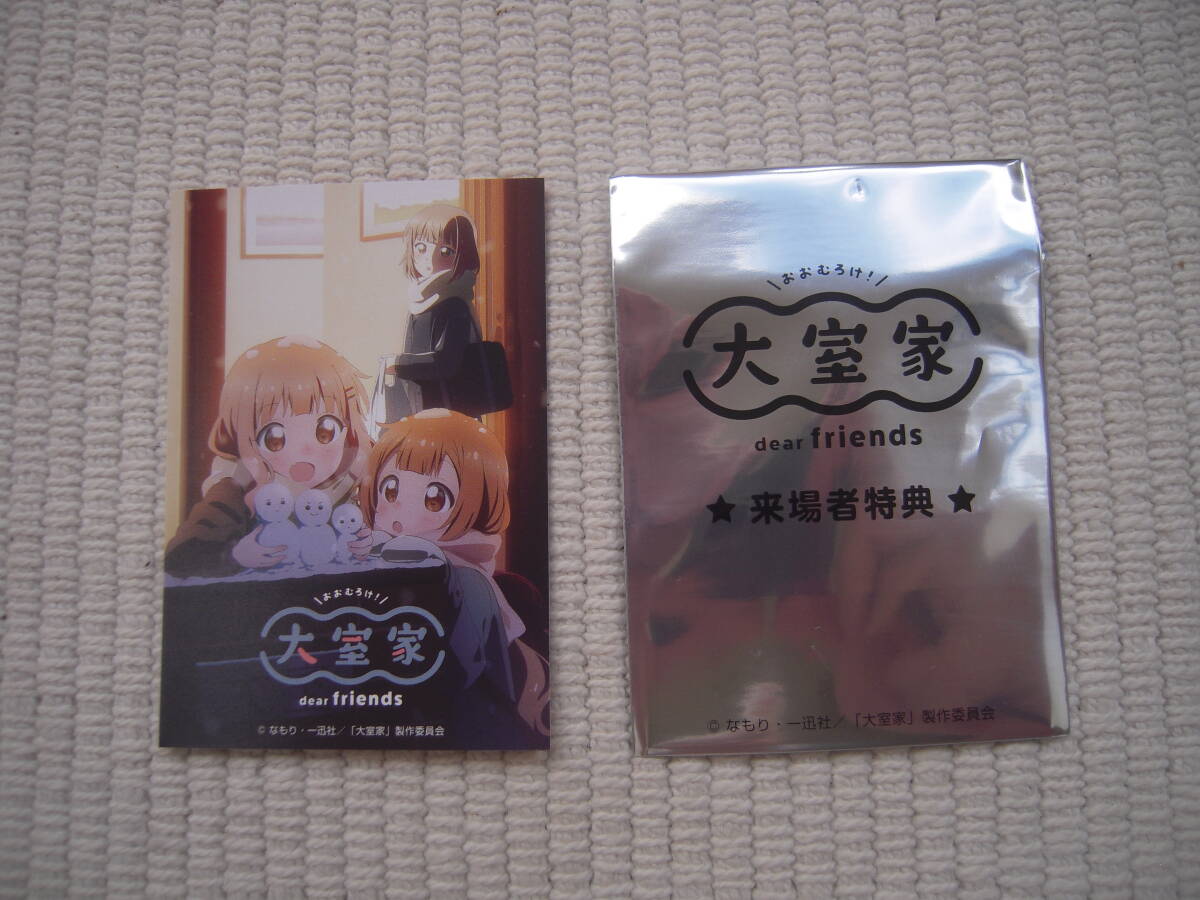 \おおむろけ!/
大室家
dear friends
© なもり・一迅社／「大室家」製作委員会
\おおむろけ!/
大室家
dear friends
★ 来場者特典 ★
© なもり・一迅社／「大室家」製作委員会